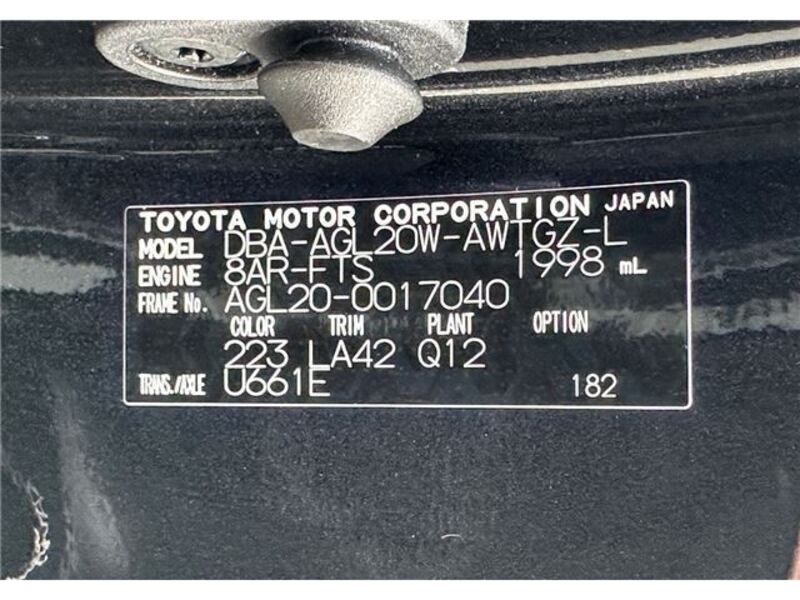 TOYOTA MOTOR CORPORATION JAPAN
MODEL DBA-AGL20W-AWTGZ-L
ENGINE 8AR-FTS 1998 mL
FRAME No. AGL20-0017040
COLOR TRIM PLANT OPTION
223 LA42 Q12
TRANS./AXLE U661E 182